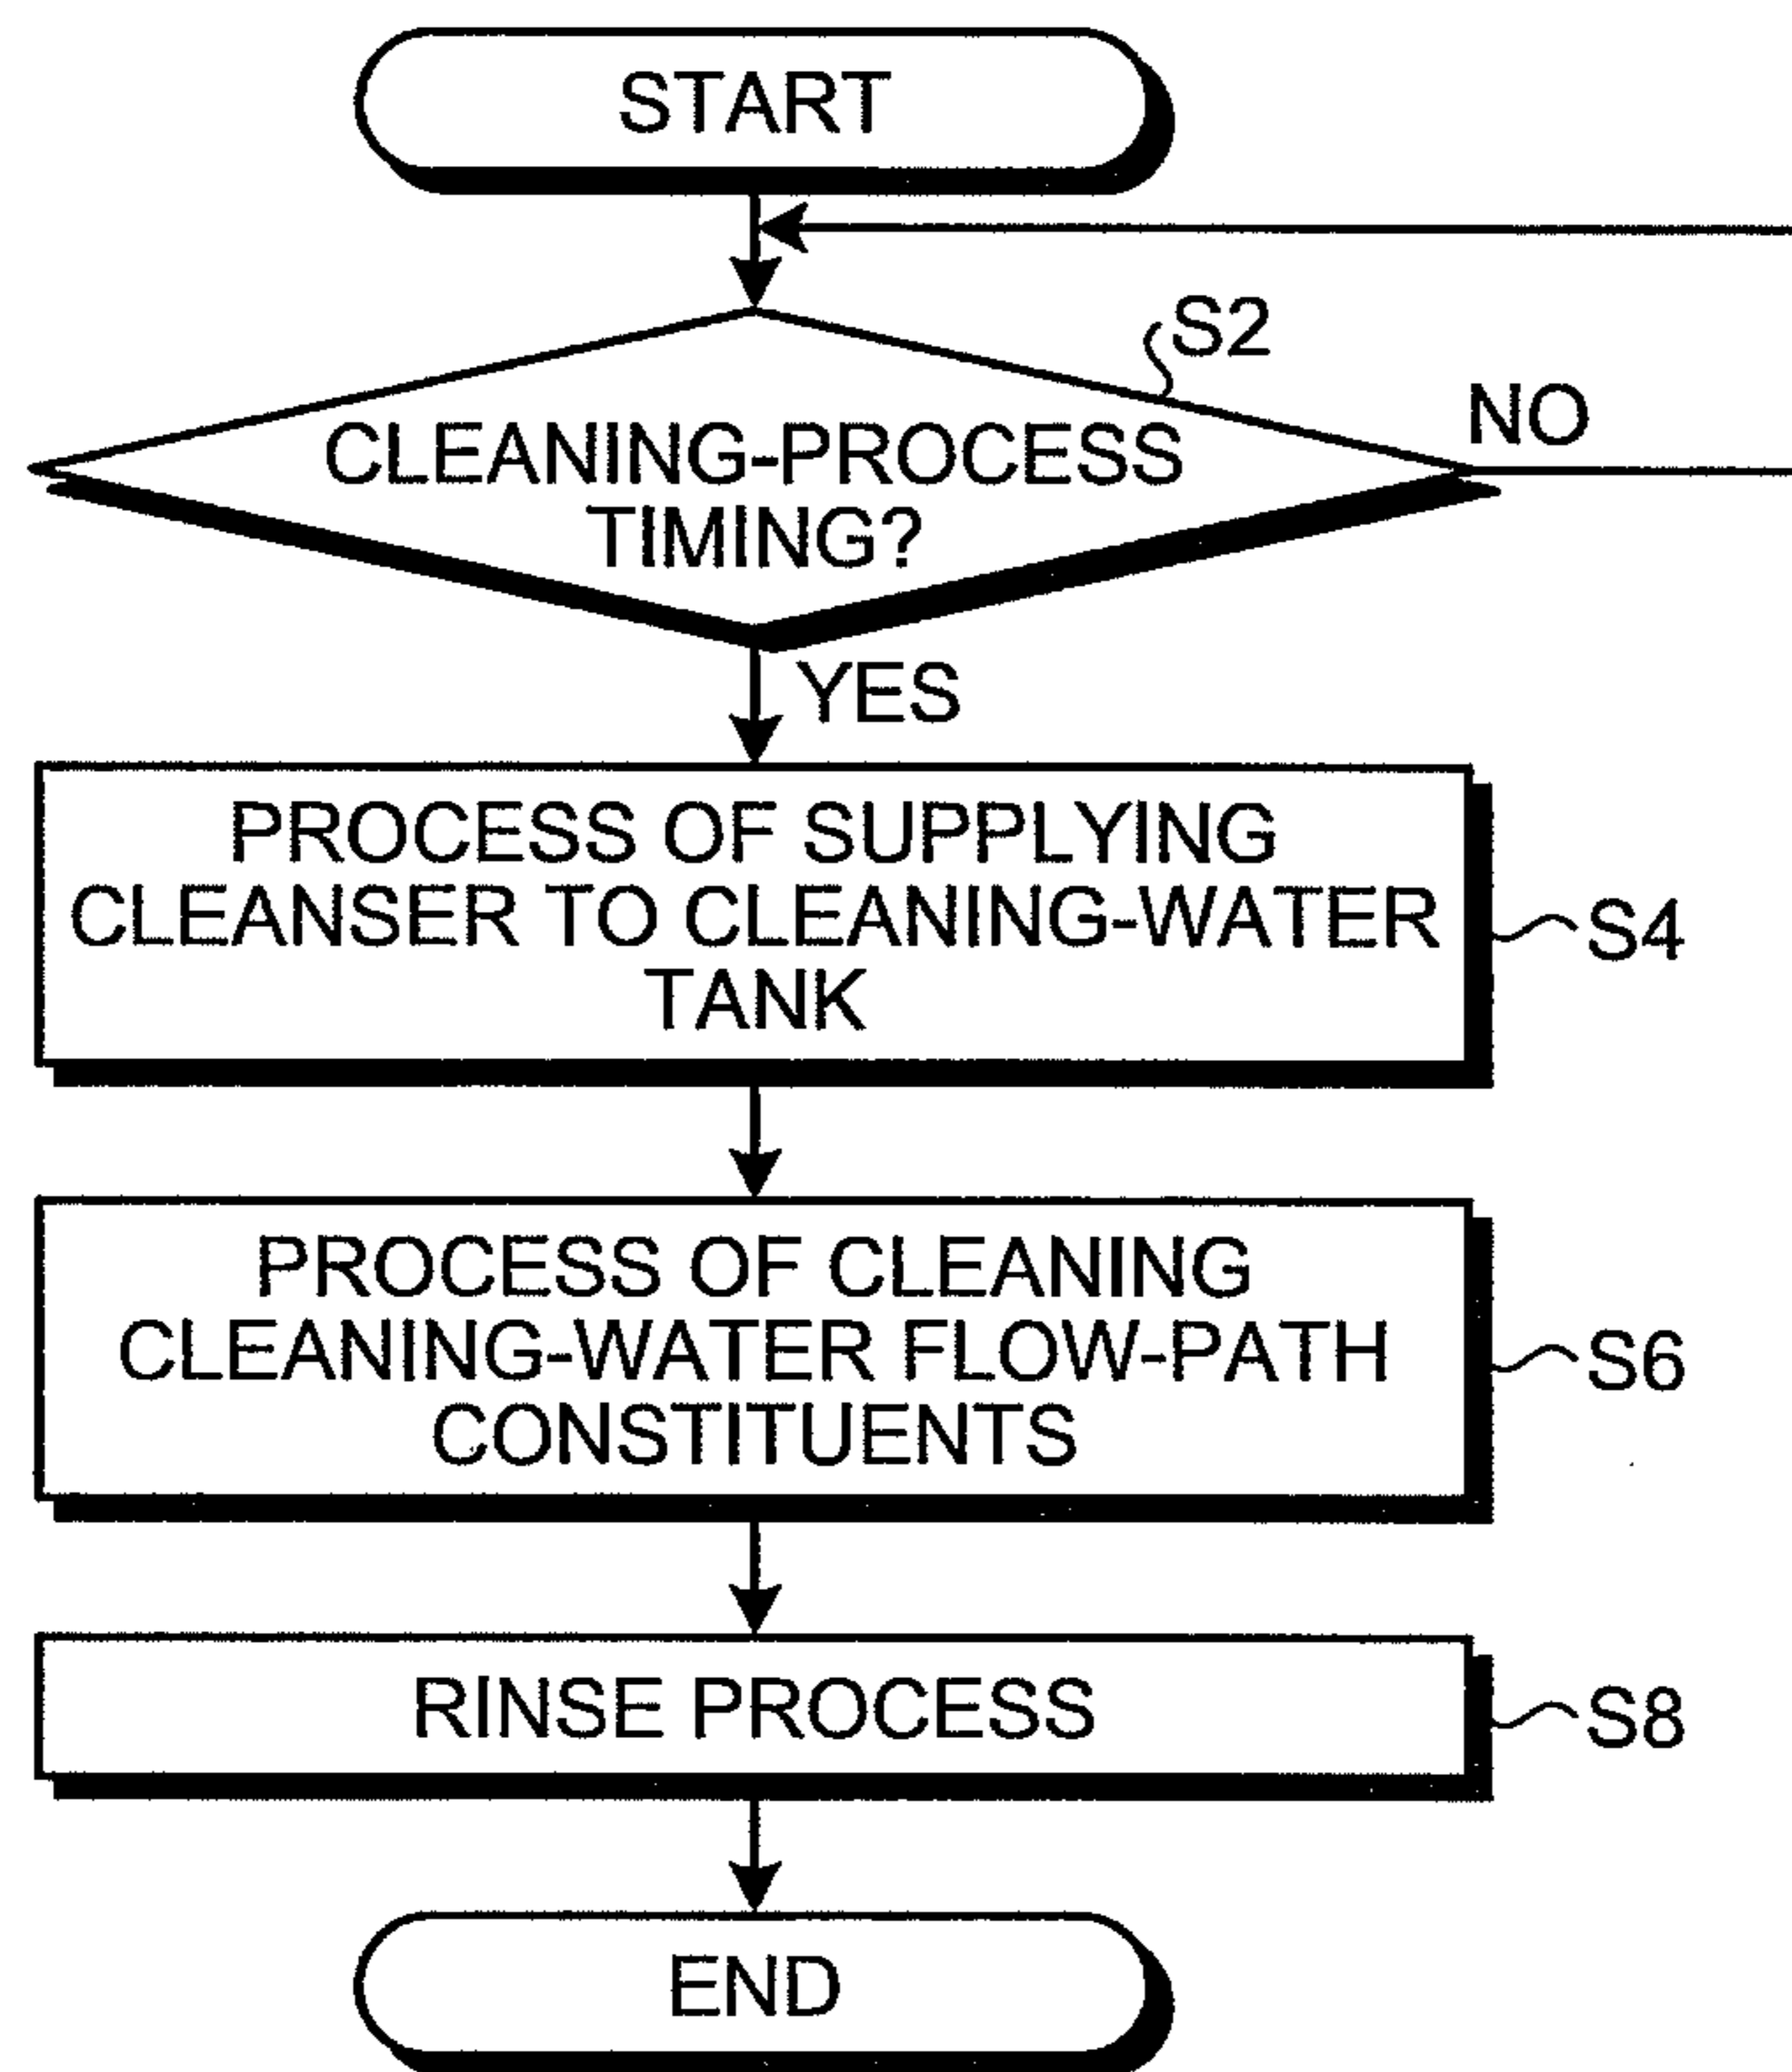 START
S2
NO
CLEANING-PROCESS
TIMING?
YES
PROCESS OF SUPPLYING
CLEANSER TO CLEANING-WATER
TANK
S4
PROCESS OF CLEANING
CLEANING-WATER FLOW-PATH
CONSTITUENTS
S6
RINSE PROCESS
S8
END